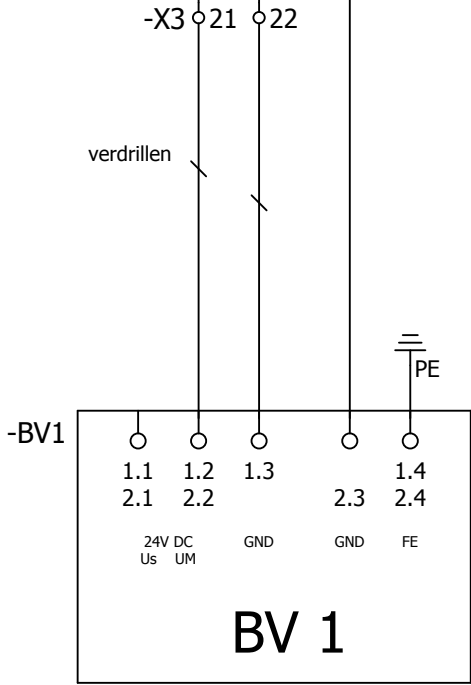 -X3 21 22
verdrillen
PE
-BV1
1.1 1.2 1.3 1.4
2.1 2.2 2.3 2.4
24V DC GND GND FE
Us UM
BV 1